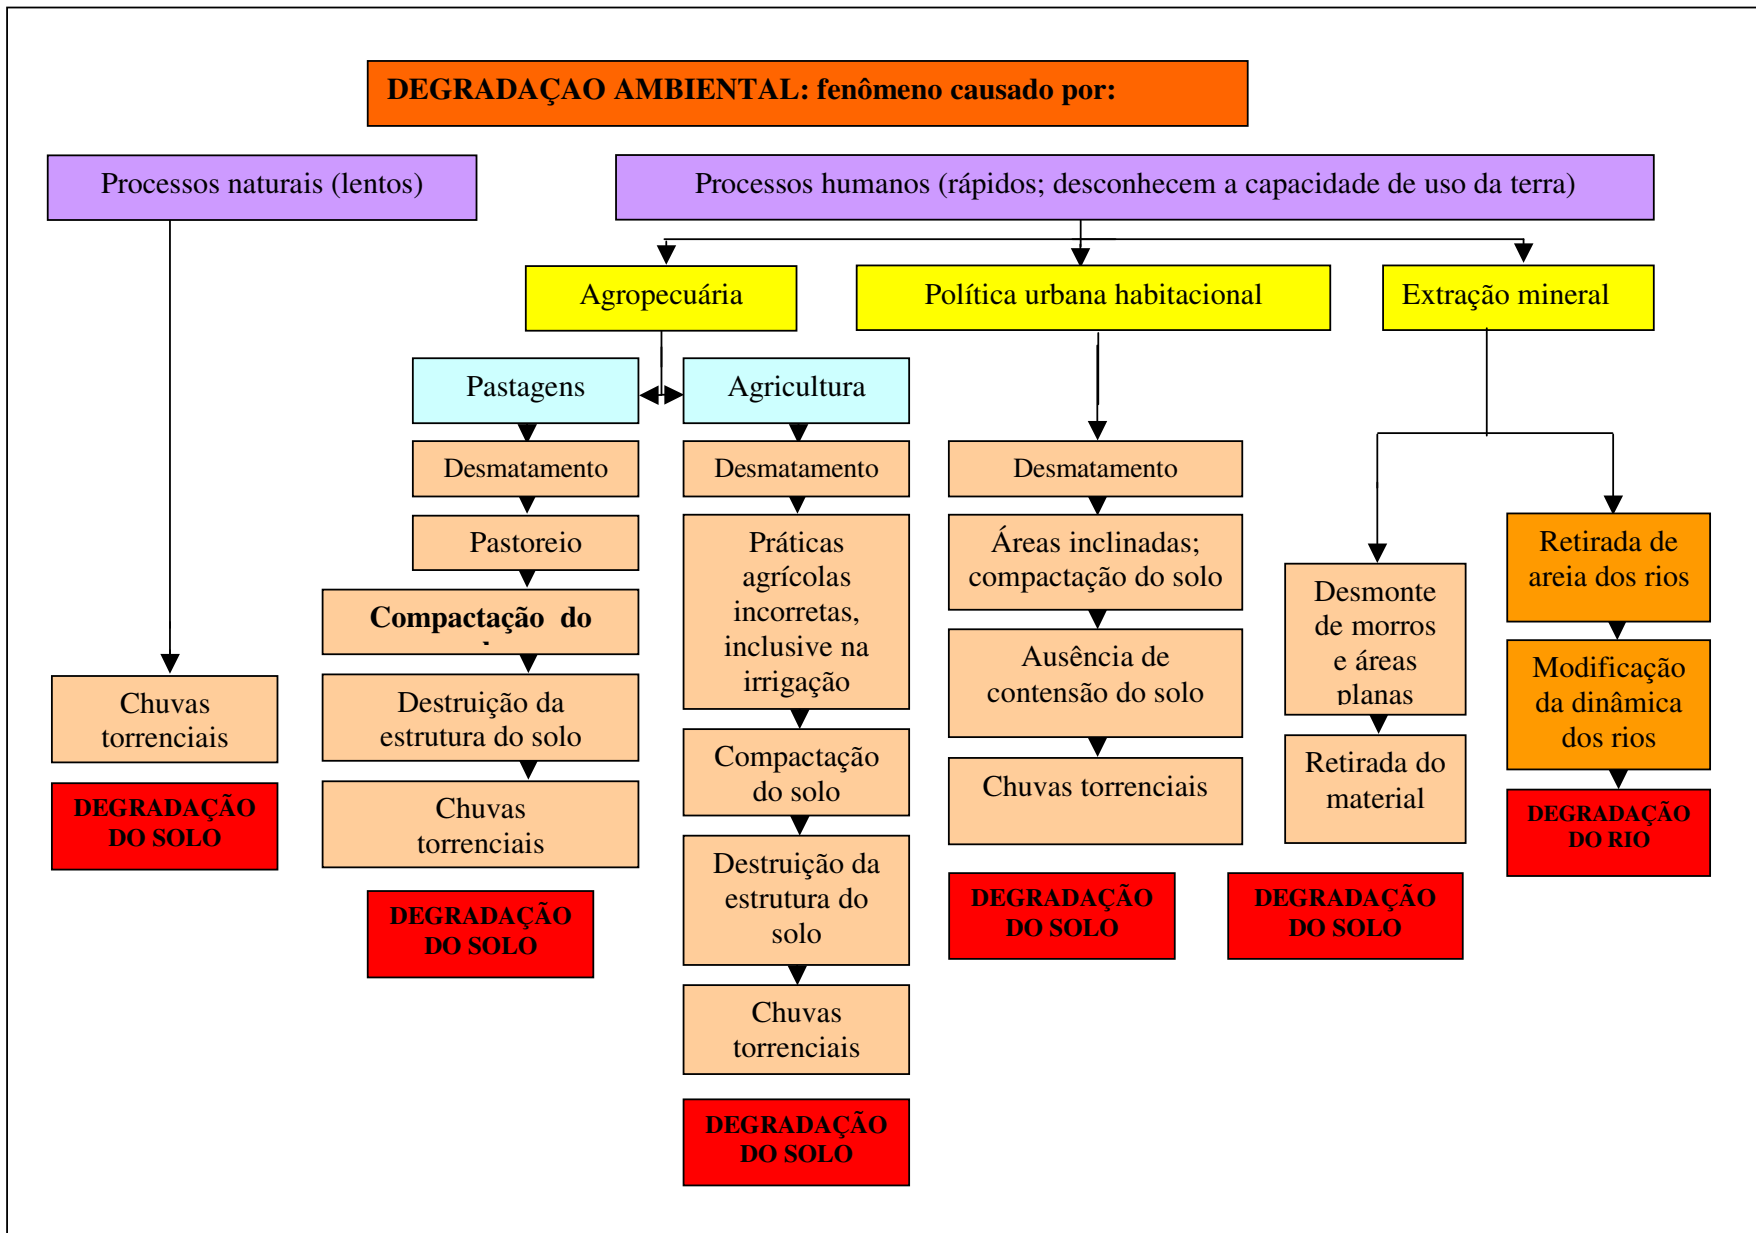 DEGRADAÇAO AMBIENTAL: fenômeno causado por:
Processos naturais (lentos)
Processos humanos (rápidos; desconhecem a capacidade de uso da terra)
Agropecuária
Política urbana habitacional
Extração mineral
Pastagens
Agricultura
Desmatamento
Pastoreio
Compactação do
Destruição da
estrutura do solo
Chuvas
torrenciais
DEGRADAÇÃO
DO SOLO
Desmatamento
Práticas
agrícolas
incorretas,
inclusive na
irrigação
Compactação
do solo
Destruição da
estrutura do
solo
Chuvas
torrenciais
DEGRADAÇÃO
DO SOLO
Desmatamento
Áreas inclinadas;
compactação do solo
Ausência de
contensão do solo
Chuvas torrenciais
DEGRADAÇÃO
DO SOLO
Desmonte
de morros
e áreas
planas
Retirada do
material
DEGRADAÇÃO
DO SOLO
Retirada de
areia dos rios
Modificação
da dinâmica
dos rios
DEGRADAÇÃO
DO RIO
Chuvas
torrenciais
DEGRADAÇÃO
DO SOLO